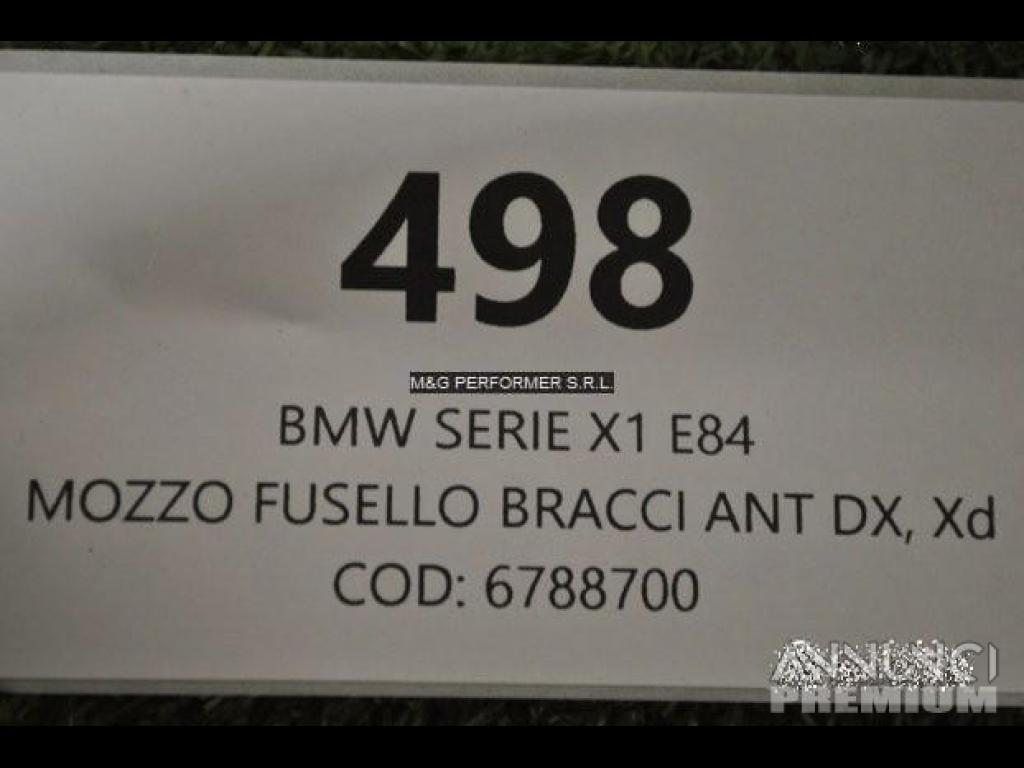 498
M&G PERFORMER S.R.L.
BMW SERIE X1 E84
MOZZO FUSELLO BRACCI ANT DX, Xd
COD: 6788700
PREMIUM